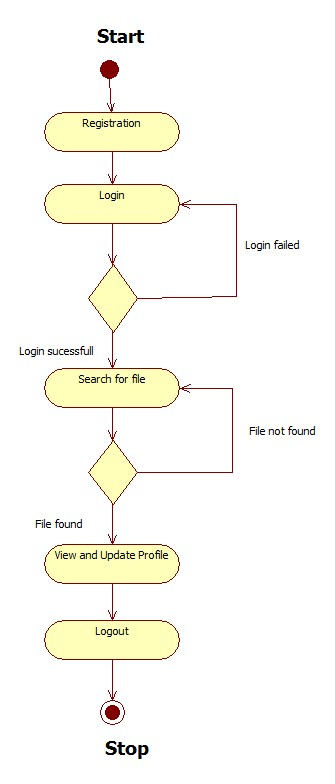 Start
Registration
Login
Login failed
Login sucessfull
Search for file
File not found
File found
View and Update Profile
Logout
Stop